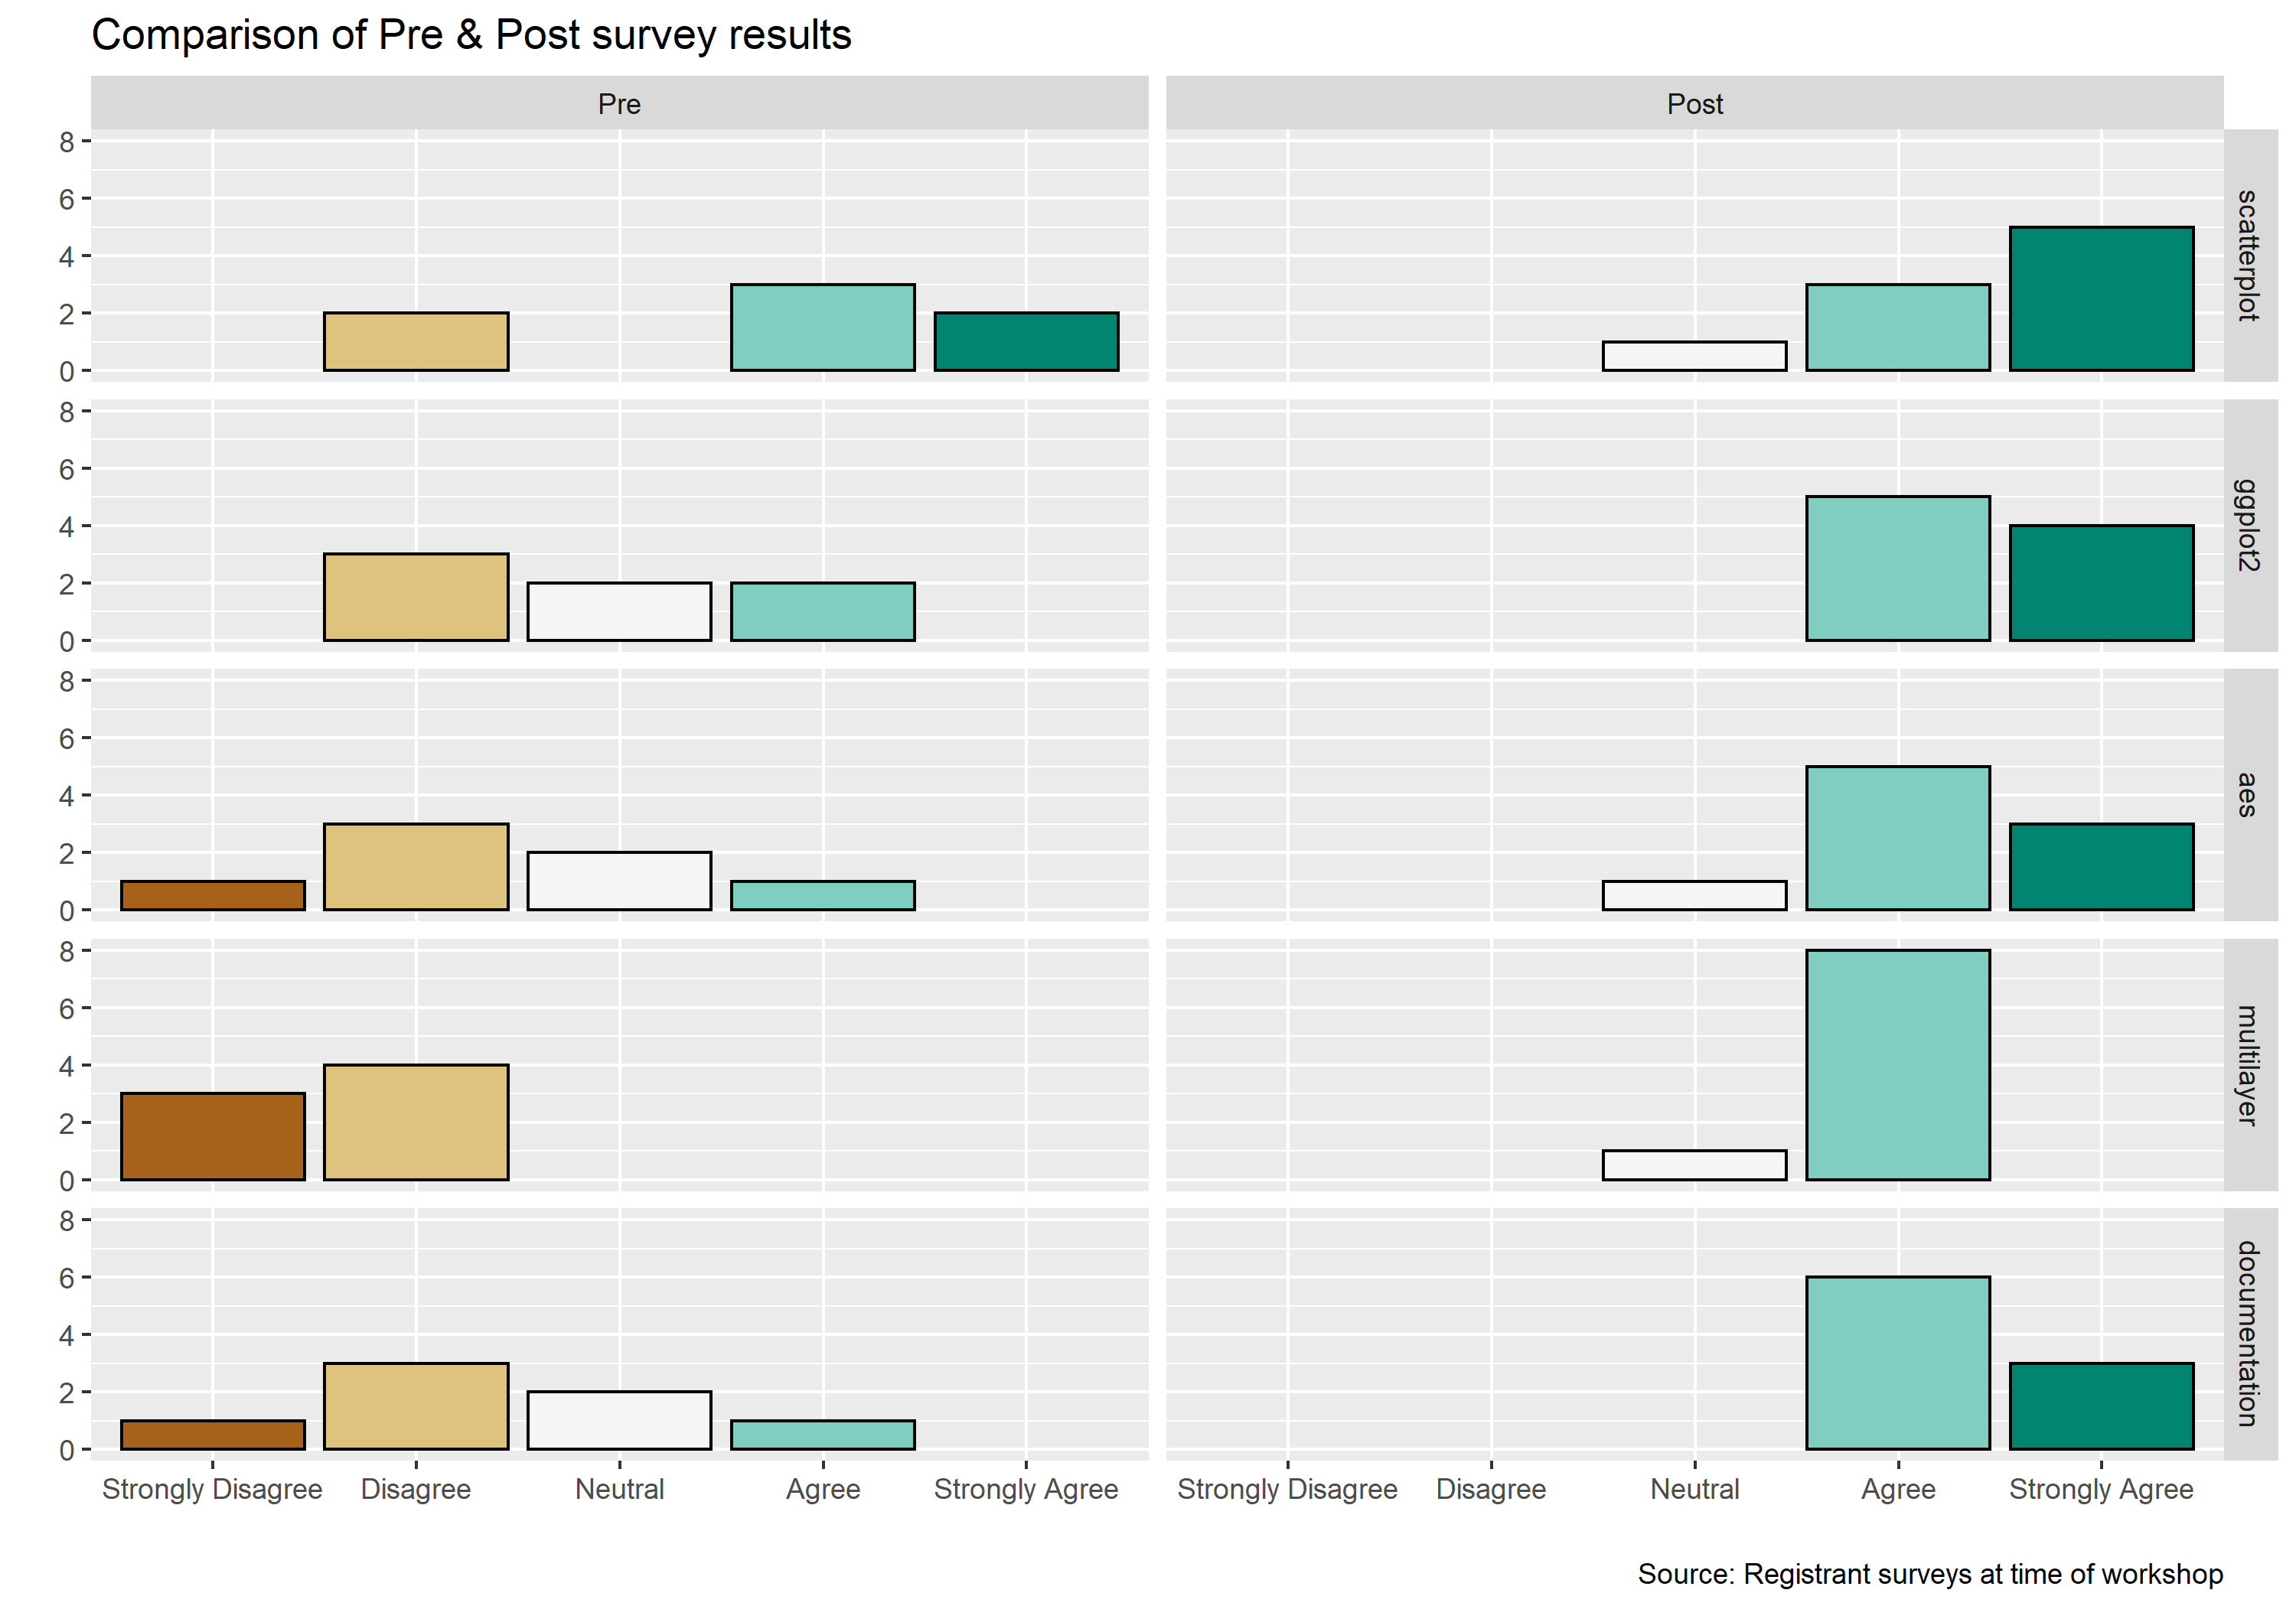 Comparison of Pre & Post survey results
Pre
Post
8
6
4
2
0
scatterplot
8
6
4
2
0
ggplot2
8
6
4
2
0
aes
8
6
4
2
0
multilayer
8
6
4
2
0
documentation
Strongly Disagree Disagree Neutral Agree Strongly Agree
Strongly Disagree Disagree Neutral Agree Strongly Agree
Source: Registrant surveys at time of workshop